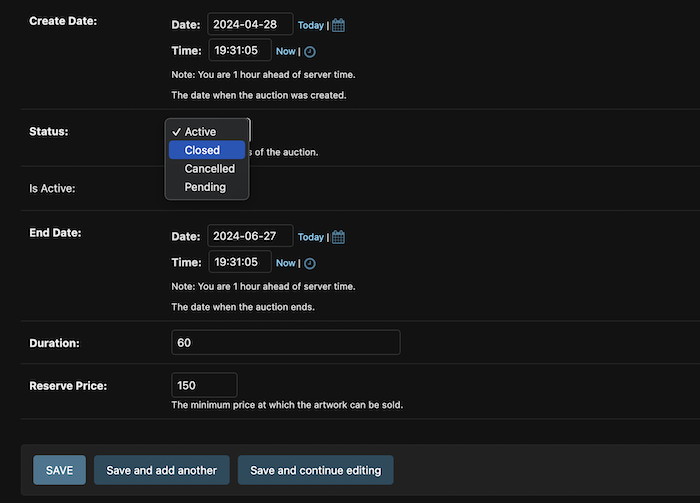 Create Date:
Date: 2024-04-28 Today |
Time: 19:31:05 Now |
Note: You are 1 hour ahead of server time.
The date when the auction was created.
Status:
✓ Active
Closed
of the auction.
Cancelled
Pending
Is Active:
End Date:
Date: 2024-06-27 Today |
Time: 19:31:05 Now |
Note: You are 1 hour ahead of server time.
The date when the auction ends.
Duration: 60
Reserve Price: 150
The minimum price at which the artwork can be sold.
SAVE Save and add another Save and continue editing